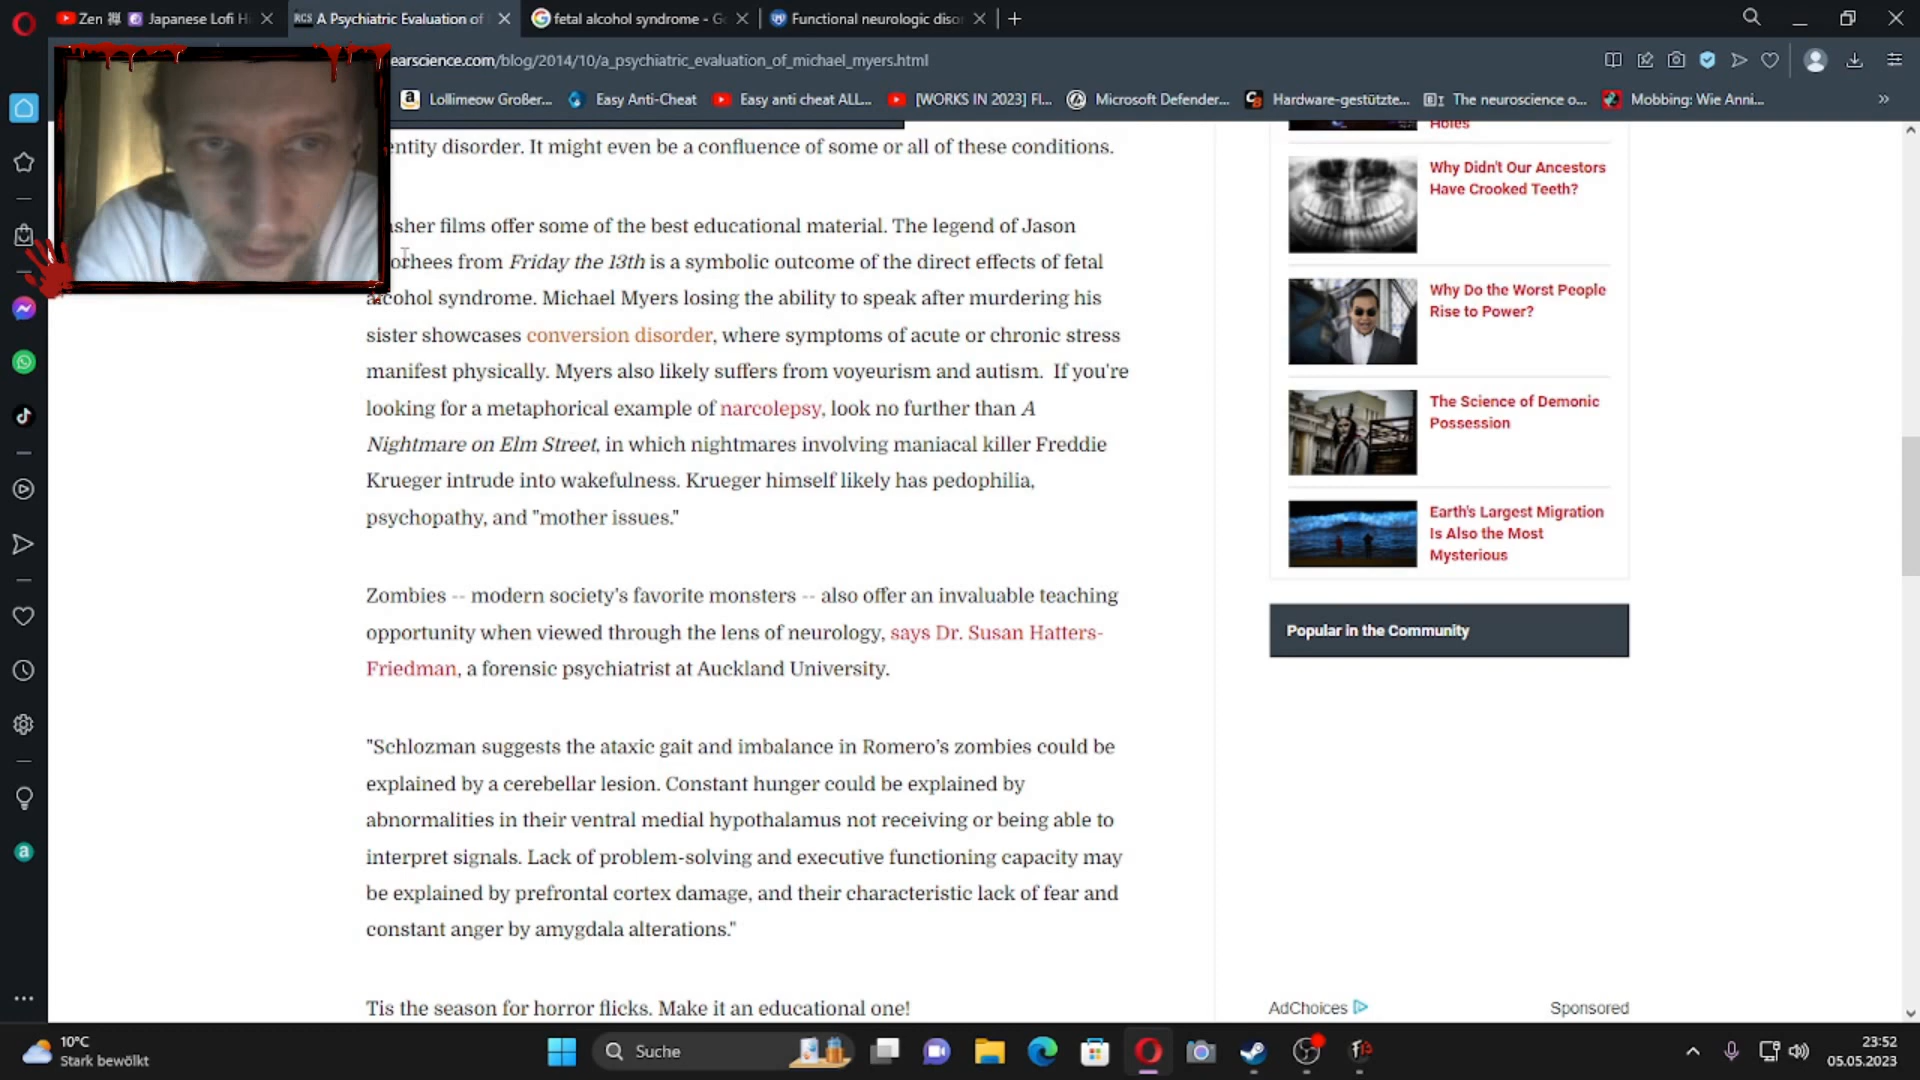 Zen 禅 Japanese Lofi Hi
RCS A Psychiatric Evaluation of
fetal alcohol syndrome - Go
Functional neurologic disor
earscience.com/blog/2014/10/a_psychiatric_evaluation_of_michael_myers.html
Lollimeow Großer...
Easy Anti-Cheat
Easy anti cheat ALL...
[WORKS IN 2023] FI...
Microsoft Defender...
Hardware-gestützte...
The neuroscience o...
Mobbing: Wie Anni...
entity disorder. It might even be a confluence of some or all of these conditions.
asher films offer some of the best educational material. The legend of Jason
orhees from Friday the 13th is a symbolic outcome of the direct effects of fetal
alcohol syndrome. Michael Myers losing the ability to speak after murdering his
sister showcases conversion disorder, where symptoms of acute or chronic stress
manifest physically. Myers also likely suffers from voyeurism and autism. If you're
looking for a metaphorical example of narcolepsy, look no further than A
Nightmare on Elm Street, in which nightmares involving maniacal killer Freddie
Krueger intrude into wakefulness. Krueger himself likely has pedophilia,
psychopathy, and "mother issues."
Zombies -- modern society's favorite monsters -- also offer an invaluable teaching
opportunity when viewed through the lens of neurology, says Dr. Susan Hatters-
Friedman, a forensic psychiatrist at Auckland University.
"Schlozman suggests the ataxic gait and imbalance in Romero's zombies could be
explained by a cerebellar lesion. Constant hunger could be explained by
abnormalities in their ventral medial hypothalamus not receiving or being able to
interpret signals. Lack of problem-solving and executive functioning capacity may
be explained by prefrontal cortex damage, and their characteristic lack of fear and
constant anger by amygdala alterations."
Tis the season for horror flicks. Make it an educational one!
Holes
Why Didn't Our Ancestors
Have Crooked Teeth?
Why Do the Worst People
Rise to Power?
The Science of Demonic
Possession
Earth's Largest Migration
Is Also the Most
Mysterious
Popular in the Community
AdChoices
Sponsored
10°C
Stark bewölkt
Suche
23:52
05.05.2023